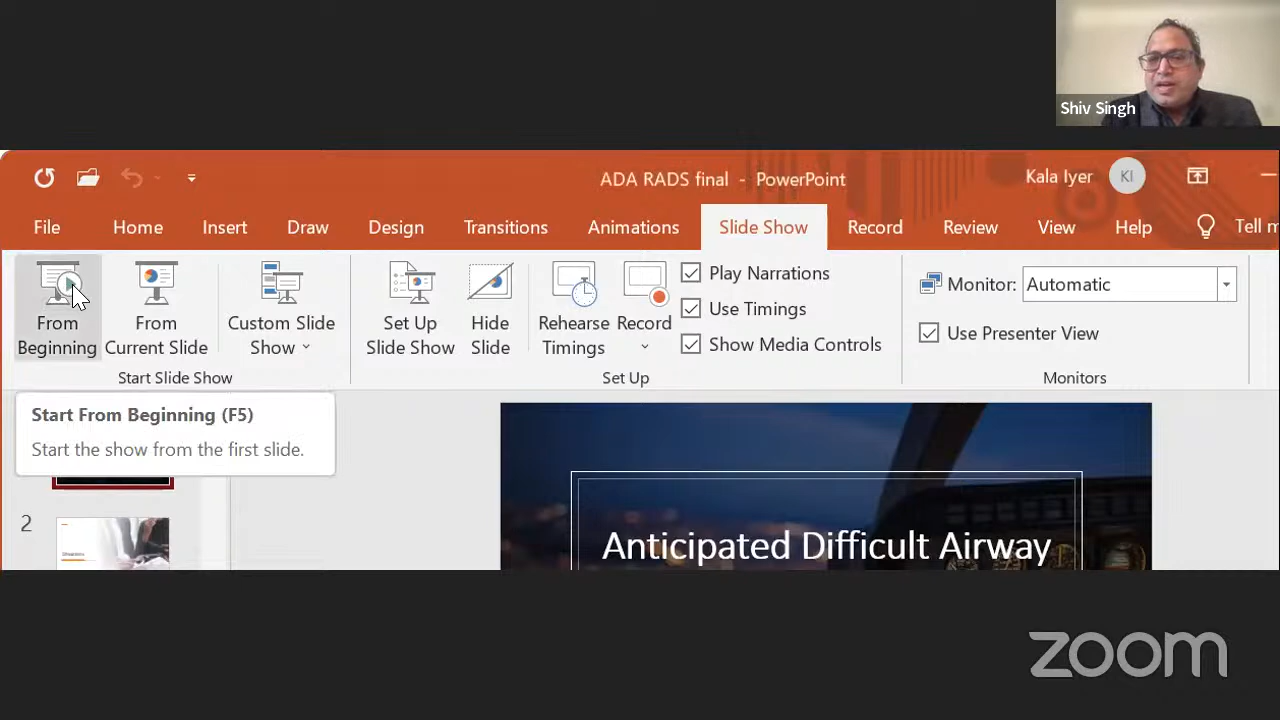 Shiv Singh
ADA RADS final - PowerPoint
Kala Iyer
KI
File Home Insert Draw Design Transitions Animations Slide Show Record Review View Help Tell
From Beginning
From Current Slide
Custom Slide Show
Set Up Slide Show
Hide Slide
Rehearse Timings
Record
Play Narrations
Use Timings
Show Media Controls
Monitor: Automatic
Use Presenter View
Start Slide Show
Set Up
Monitors
Start From Beginning (F5)
Start the show from the first slide.
2
Anticipated Difficult Airway
zoom